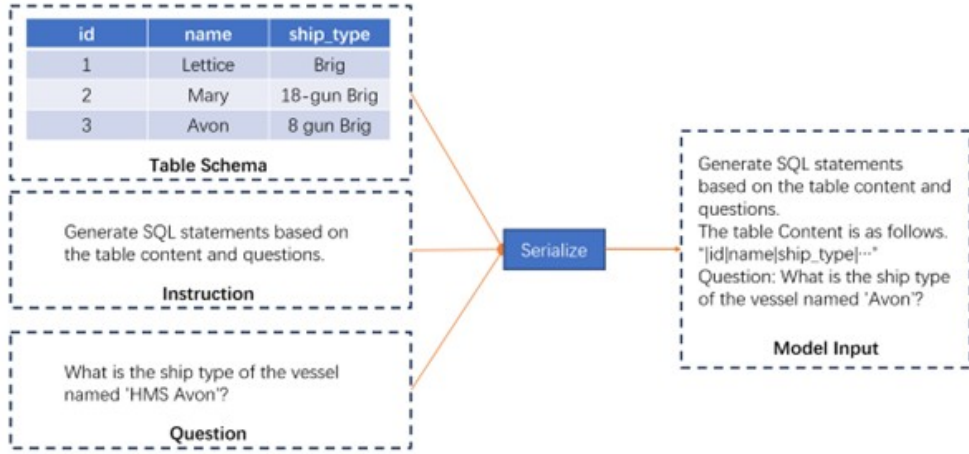 id name ship_type
1 Lettice Brig
2 Mary 18-gun Brig
3 Avon 8 gun Brig
Table Schema
Generate SQL statements based on
the table content and questions.
Instruction
What is the ship type of the vessel
named 'HMS Avon'?
Question
Serialize
Generate SQL statements
based on the table content and
questions.
The table Content is as follows.
"|id|name|ship_type|···"
Question: What is the ship type
of the vessel named 'Avon'?
Model Input